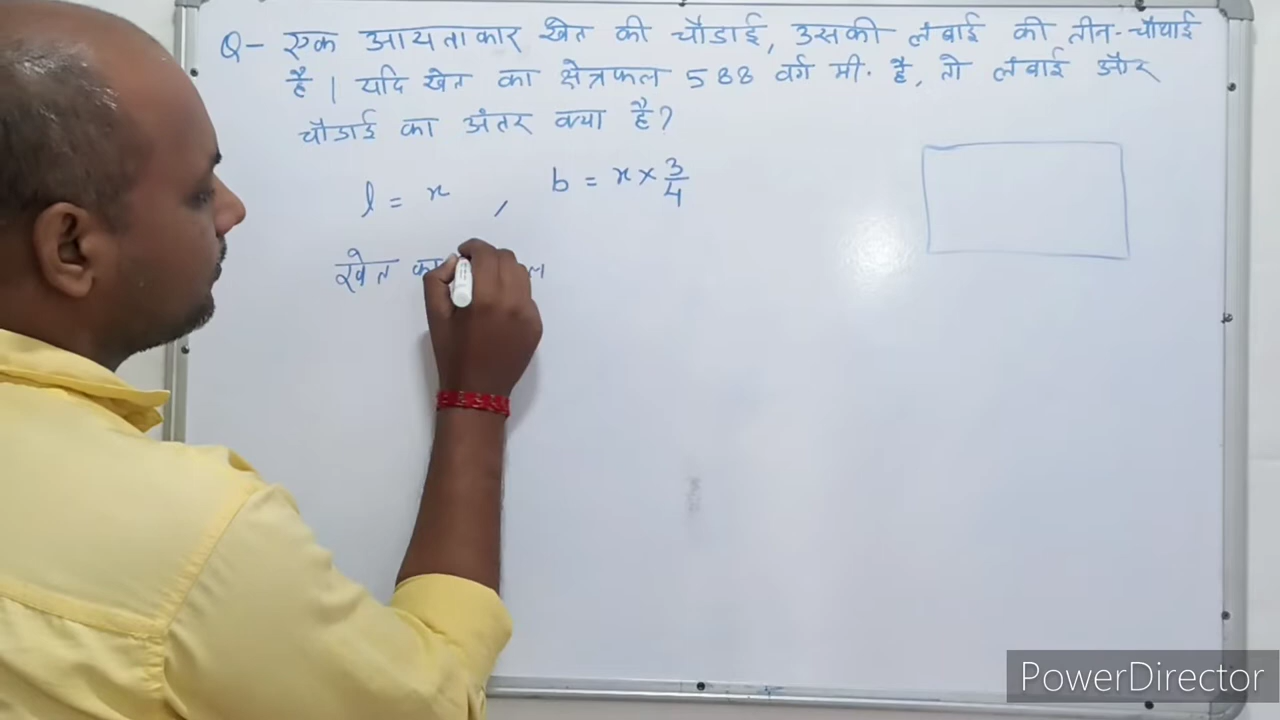 Q- एक आयताकार खेत की चौडाई, उसकी लंबाई की तीन-चौथाई
है । यदि खेत का क्षेत्रफल 588 वर्ग मी. है, तो लंबाई और
चौडाई का अंतर क्या है?
l = x , b = x × 3/4
खेत का
PowerDirector